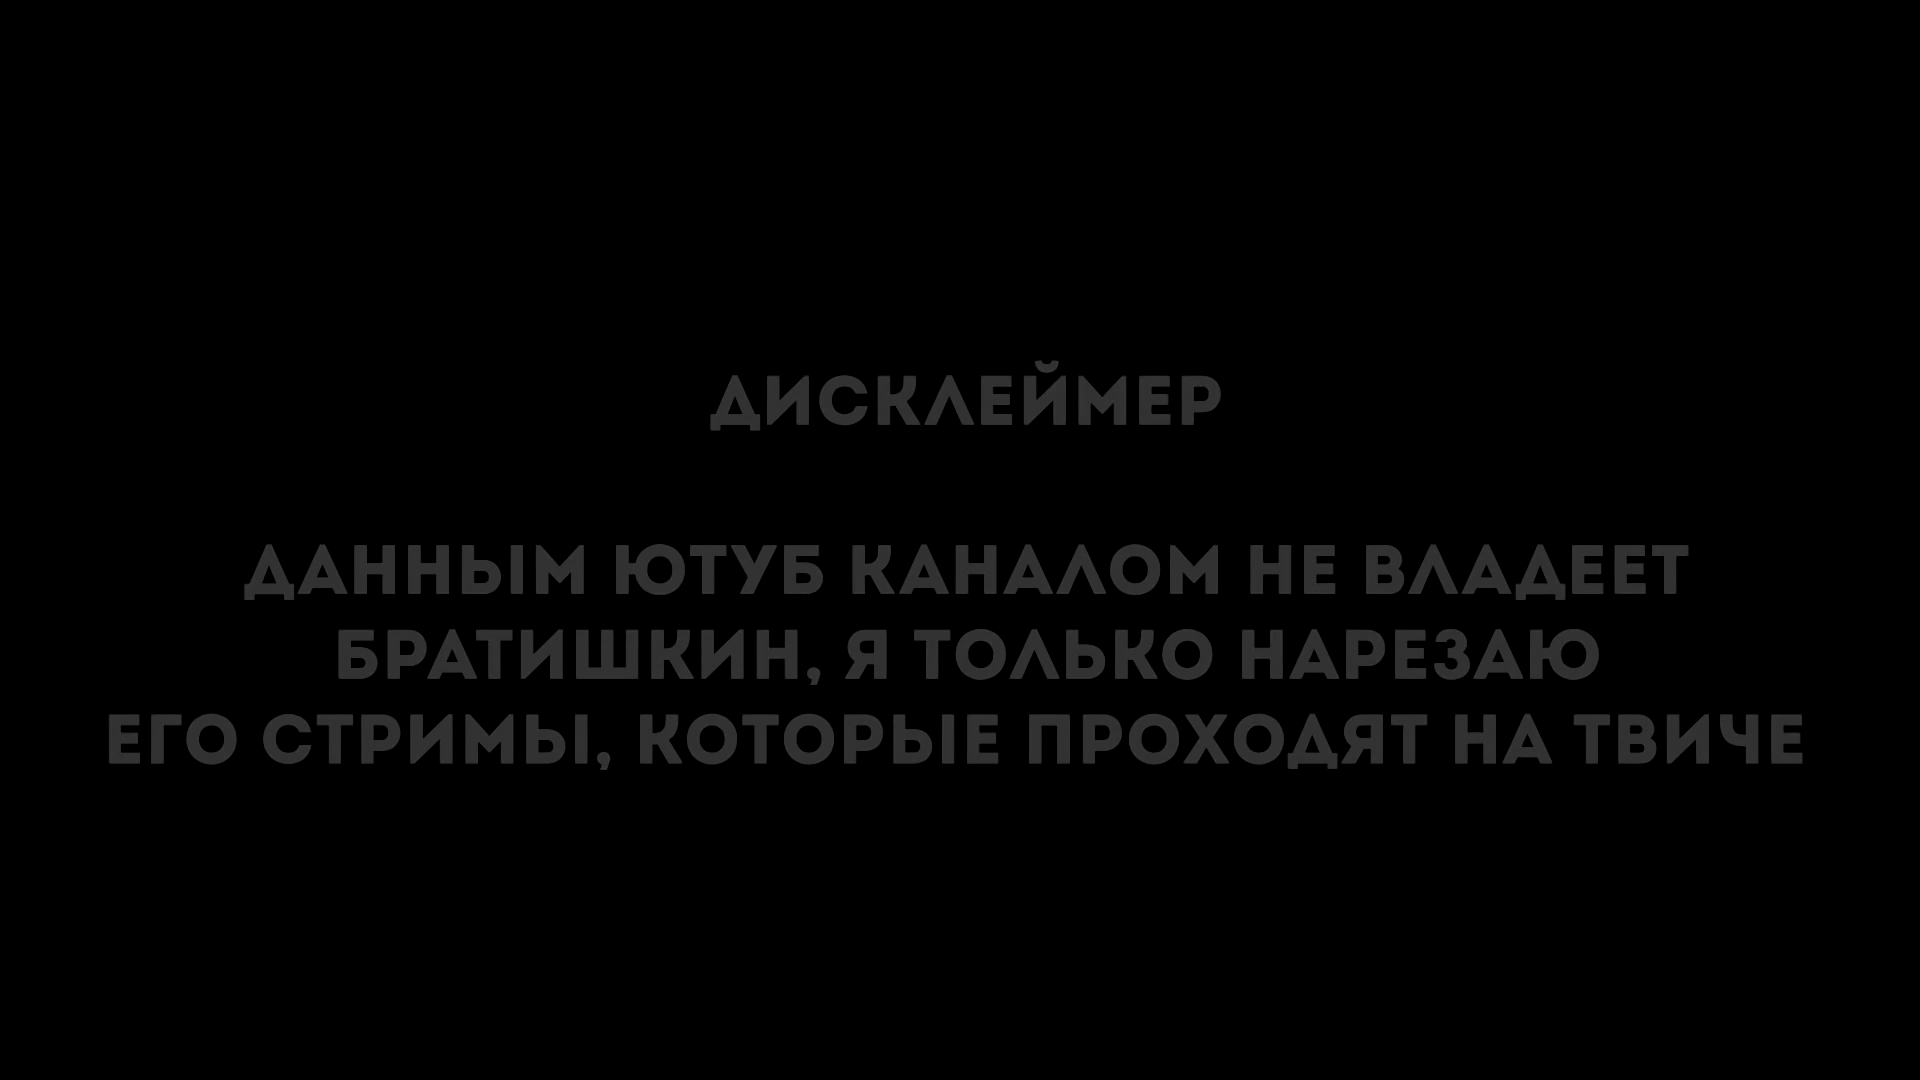 ДИСКЛЕЙМЕР
ДАННЫМ ЮТУБ КАНАЛОМ НЕ ВЛАДЕЕТ
БРАТИШКИН, Я ТОЛЬКО НАРЕЗАЮ
ЕГО СТРИМЫ, КОТОРЫЕ ПРОХОДЯТ НА ТВИЧЕ